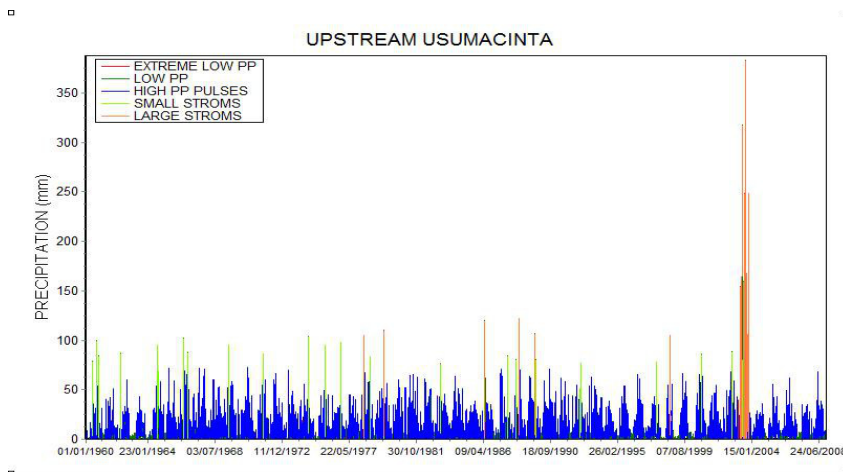 UPSTREAM USUMACINTA
EXTREME LOW PP
LOW PP
HIGH PP PULSES
SMALL STROMS
LARGE STROMS
PRECIPITATION (mm)
350
300
250
200
150
100
50
0
01/01/1960 23/01/1964 03/07/1968 11/12/1972 22/05/1977 30/10/1981 09/04/1986 18/09/1990 26/02/1995 07/08/1999 15/01/2004 24/06/2008